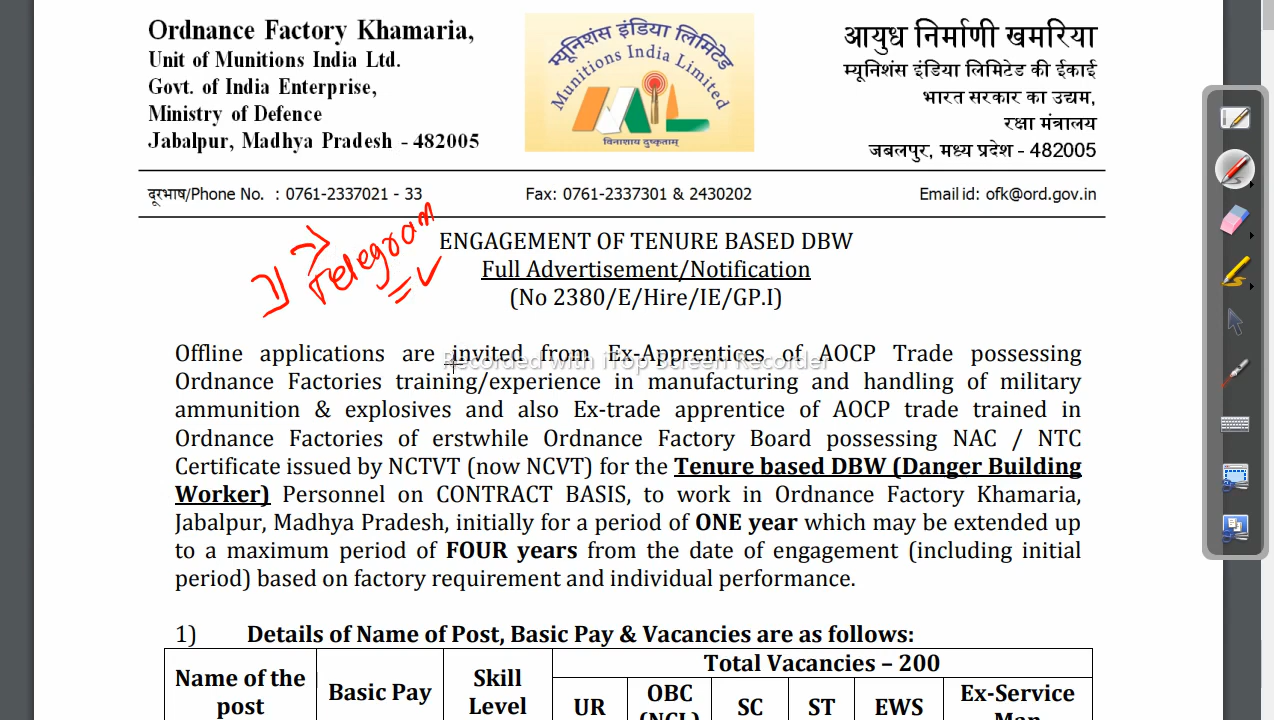 Ordnance Factory Khamaria,
Unit of Munitions India Ltd.
Govt. of India Enterprise,
Ministry of Defence
Jabalpur, Madhya Pradesh - 482005
म्यूनिशंस इंडिया लिमिटेड
Munitions India Limited
MIL
विनाशाय दुष्कृताम्
आयुध निर्माणी खमरिया
म्यूनिशंस इंडिया लिमिटेड की ईकाई
भारत सरकार का उद्यम,
रक्षा मंत्रालय
जबलपुर, मध्य प्रदेश - 482005
दूरभाष/Phone No. : 0761-2337021 - 33 Fax: 0761-2337301 & 2430202 Email id: ofk@ord.gov.in
Telegram
ENGAGEMENT OF TENURE BASED DBW
Full Advertisement/Notification
(No 2380/E/Hire/IE/GP.I)
Offline applications are invited from Ex-Apprentices of AOCP Trade possessing
Recorded with iTop Screen Recorder
Ordnance Factories training/experience in manufacturing and handling of military
ammunition & explosives and also Ex-trade apprentice of AOCP trade trained in
Ordnance Factories of erstwhile Ordnance Factory Board possessing NAC / NTC
Certificate issued by NCTVT (now NCVT) for the Tenure based DBW (Danger Building
Worker) Personnel on CONTRACT BASIS, to work in Ordnance Factory Khamaria,
Jabalpur, Madhya Pradesh, initially for a period of ONE year which may be extended up
to a maximum period of FOUR years from the date of engagement (including initial
period) based on factory requirement and individual performance.
1) Details of Name of Post, Basic Pay & Vacancies are as follows:
Name of the post Basic Pay Skill Level Total Vacancies – 200
UR OBC (NCL) SC ST EWS Ex-Service Man